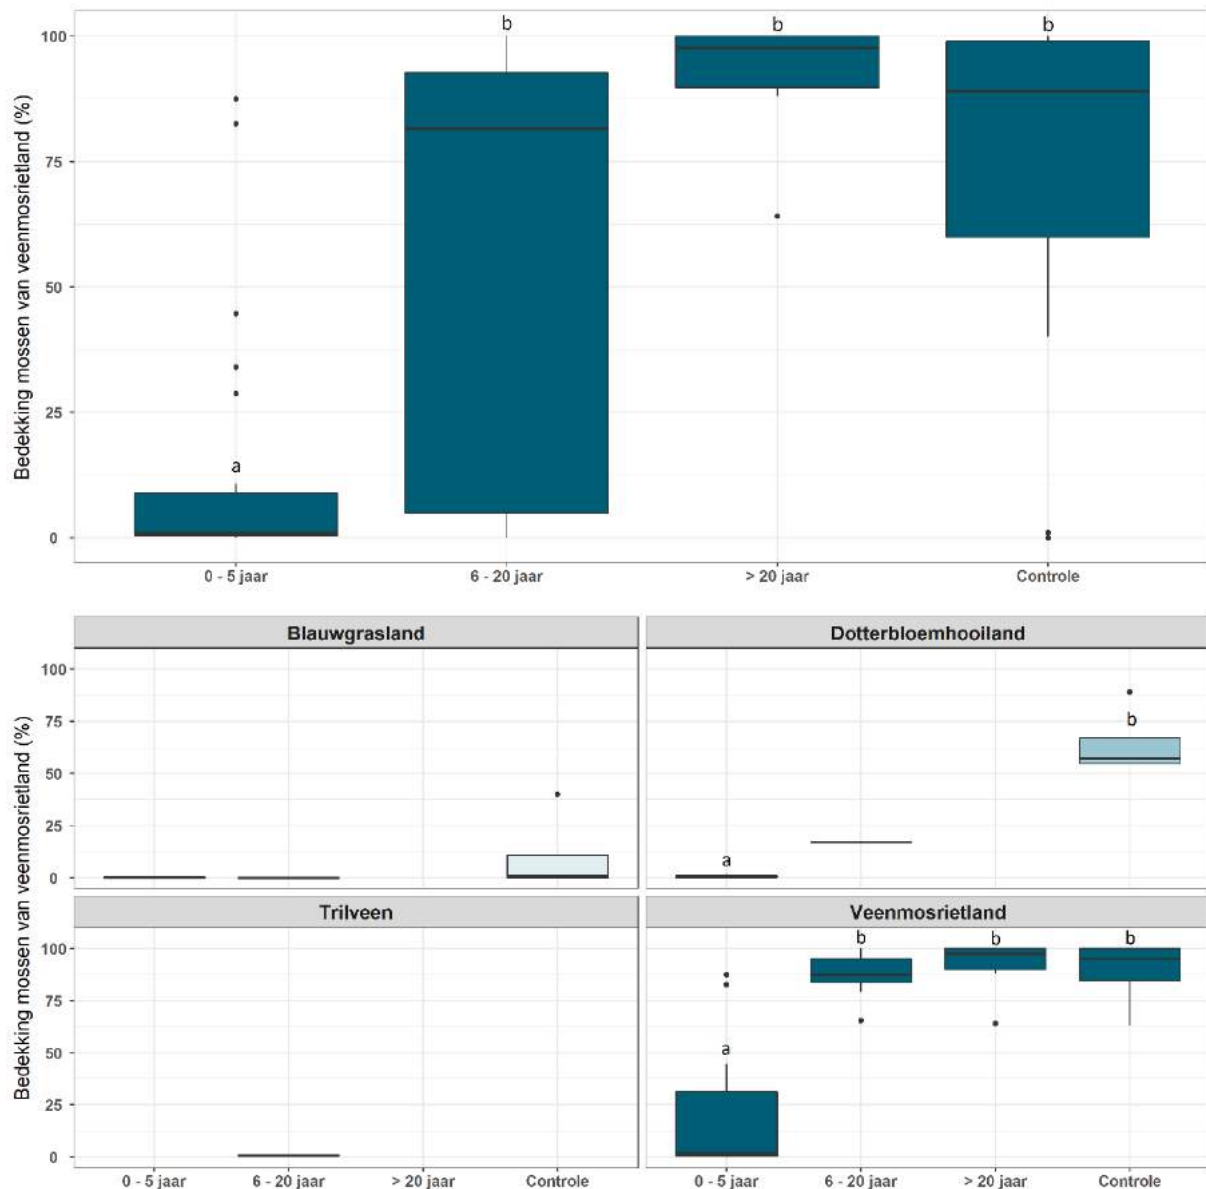 Bedekking mossen van veenmosrietland (%)
100
75
50
25
0
a
b
b
b
0 - 5 jaar
6 - 20 jaar
> 20 jaar
Controle
Bedekking mossen van veenmosrietland (%)
Blauwgrasland
Dotterbloemhooiland
100
75
50
25
0
a
b
Trilveen
Veenmosrietland
100
75
50
25
0
a
b
b
b
0 - 5 jaar
6 - 20 jaar
> 20 jaar
Controle
0 - 5 jaar
6 - 20 jaar
> 20 jaar
Controle